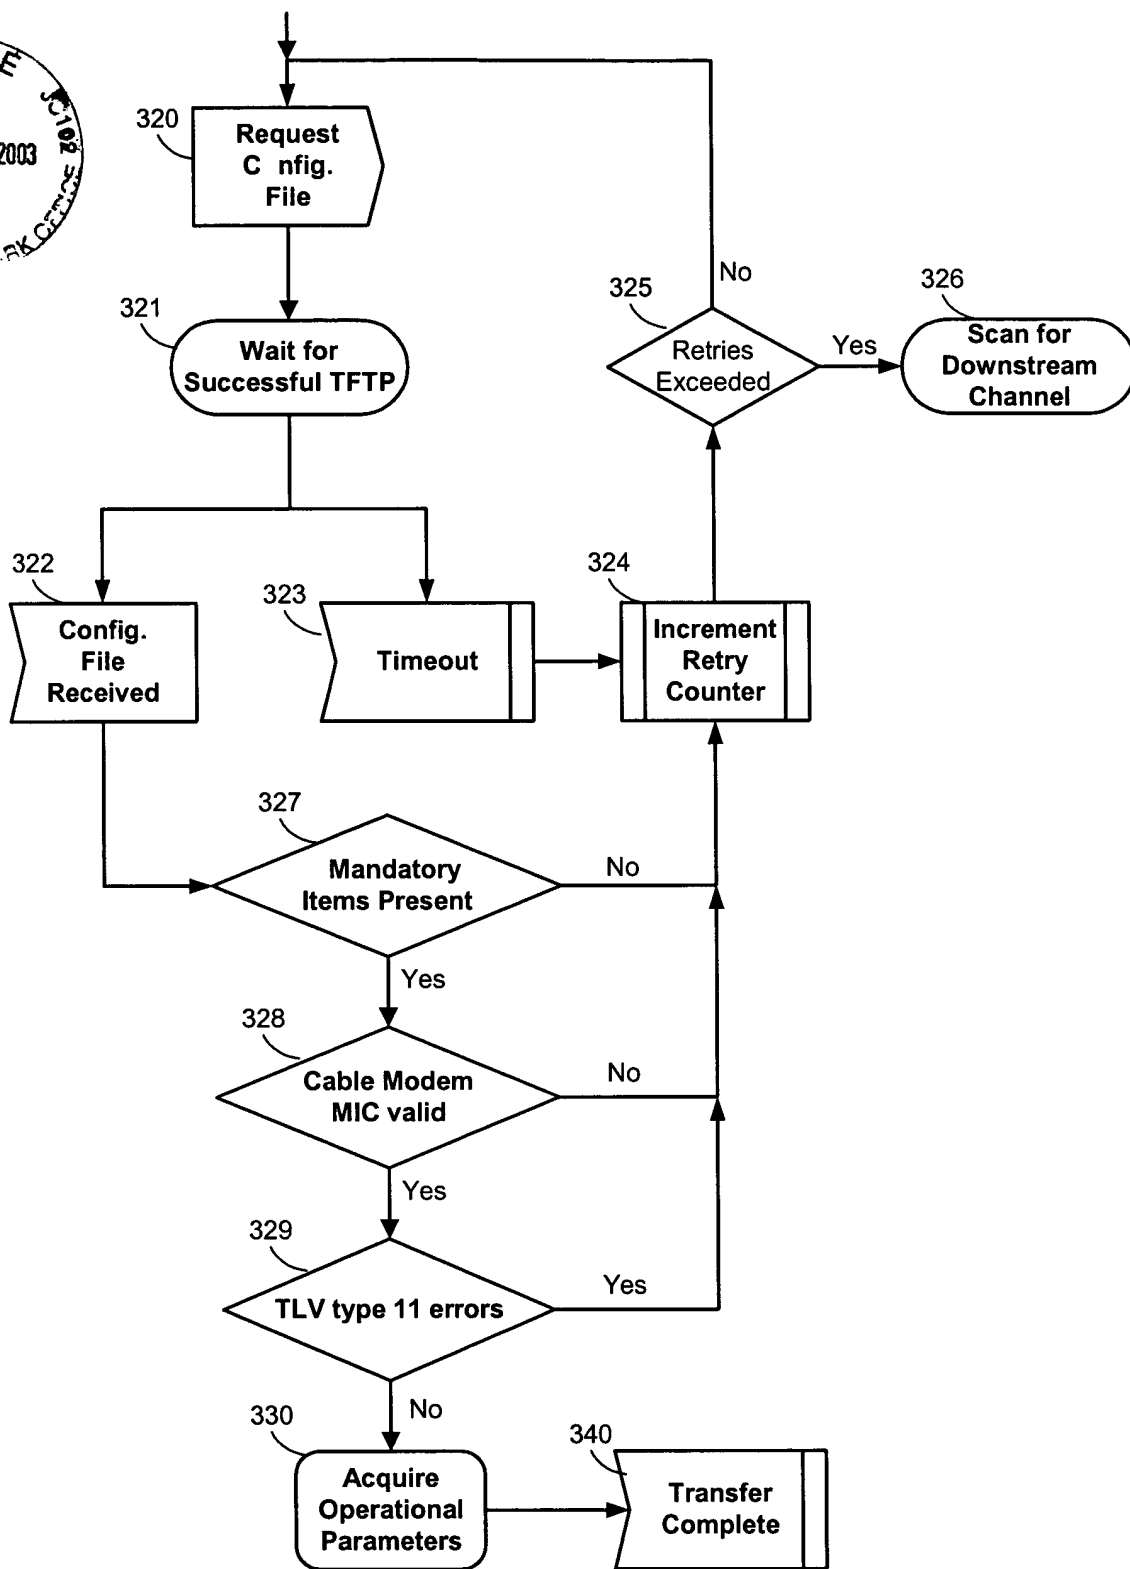 E
JC102
2003
RK OFFICE
320
Request
C nfig.
File
321
Wait for
Successful TFTP
No
325
Retries
Exceeded
Yes
326
Scan for
Downstream
Channel
322
Config.
File
Received
323
Timeout
324
Increment
Retry
Counter
327
Mandatory
Items Present
No
Yes
328
Cable Modem
MIC valid
No
Yes
329
TLV type 11 errors
Yes
No
330
Acquire
Operational
Parameters
340
Transfer
Complete